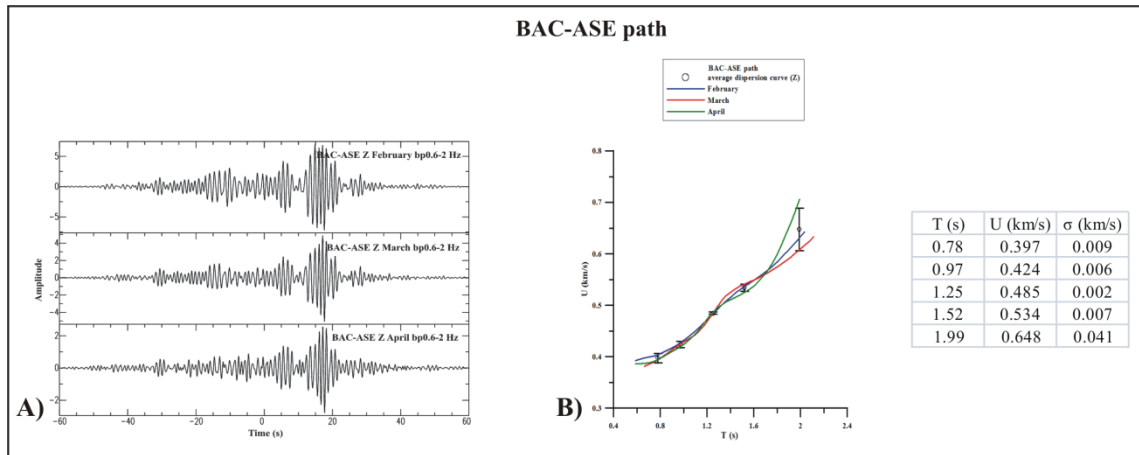 BAC-ASE path
BAC-ASE Z February bp0.6-2 Hz
5
0
-5
BAC-ASE Z March bp0.6-2 Hz
4
2
0
-2
-4
BAC-ASE Z April bp0.6-2 Hz
2
0
-2
Amplitude
-60
-40
-20
0
20
40
60
Time (s)
A)
BAC-ASE path
average dispersion curve (Z)
February
March
April
0.8
0.7
0.6
0.5
0.4
0.3
U (km/s)
0.4
0.8
1.2
1.6
2
2.4
T (s)
B)
T (s) U (km/s) σ (km/s)
0.78 0.397 0.009
0.97 0.424 0.006
1.25 0.485 0.002
1.52 0.534 0.007
1.99 0.648 0.041